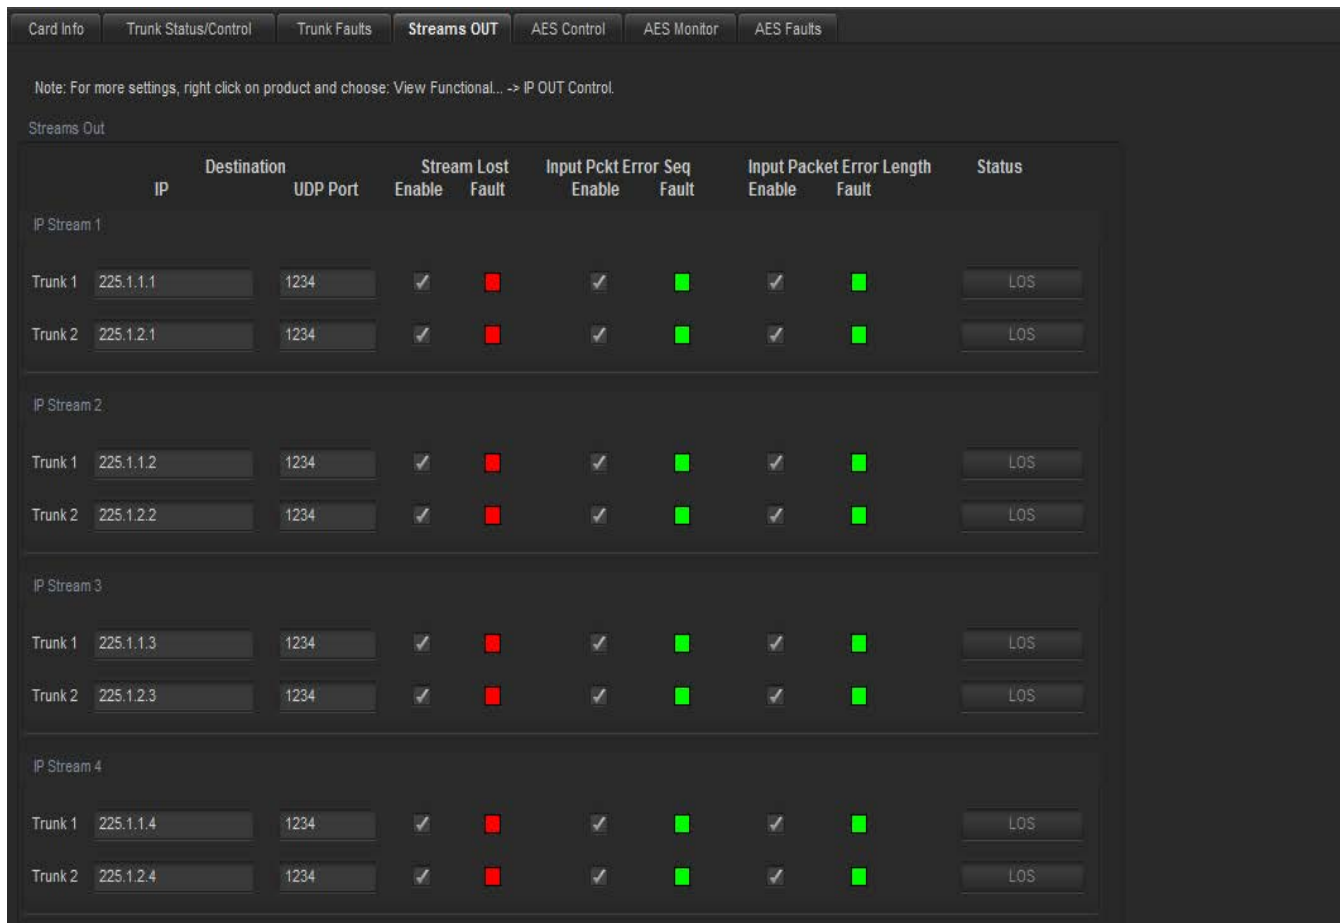 Card Info Trunk Status/Control Trunk Faults Streams OUT AES Control AES Monitor AES Faults
Note: For more settings, right click on product and choose: 'View Functional... -> IP OUT Control.
Streams Out
Destination Stream Lost Input Pckt Error Seq Input Packet Error Length Status
IP UDP Port Enable Fault Enable Fault Enable Fault
IP Stream 1
Trunk 1 225.1.1.1 1234 LOS
Trunk 2 225.1.2.1 1234 LOS
IP Stream 2
Trunk 1 225.1.1.2 1234 LOS
Trunk 2 225.1.2.2 1234 LOS
IP Stream 3
Trunk 1 225.1.1.3 1234 LOS
Trunk 2 225.1.2.3 1234 LOS
IP Stream 4
Trunk 1 225.1.1.4 1234 LOS
Trunk 2 225.1.2.4 1234 LOS